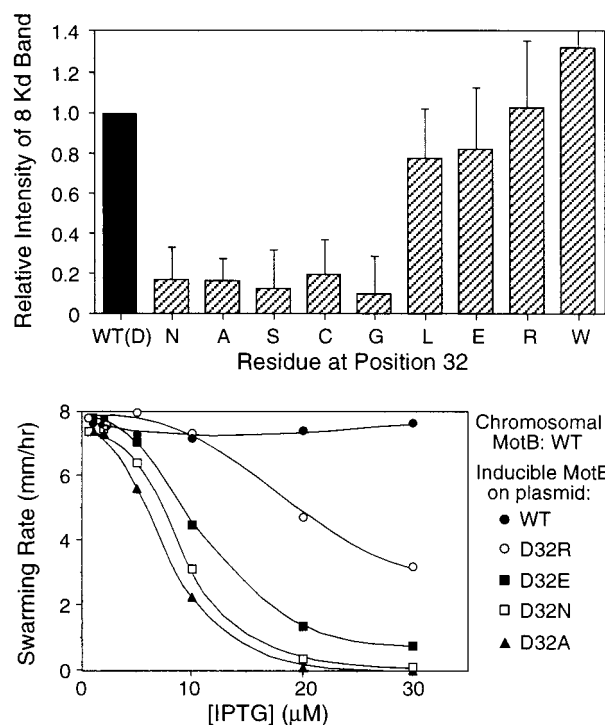 Relative Intensity of 8 Kd Band
1.4
1.2
1.0
0.8
0.6
0.4
0.2
0
WT(D) N A S C G L E R W
Residue at Position 32
Swarming Rate (mm/hr)
8
6
4
2
0
0 10 20 30
[IPTG] (μM)
Chromosomal
MotB: WT
Inducible MotB
on plasmid:
WT
D32R
D32E
D32N
D32A